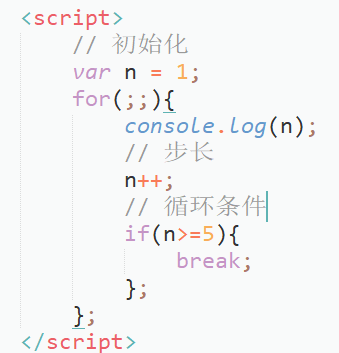 <script>
// 初始化
var n = 1;
for(;;){
console.log(n);
// 步长
n++;
// 循环条件
if(n>=5){
break;
};
};
</script>